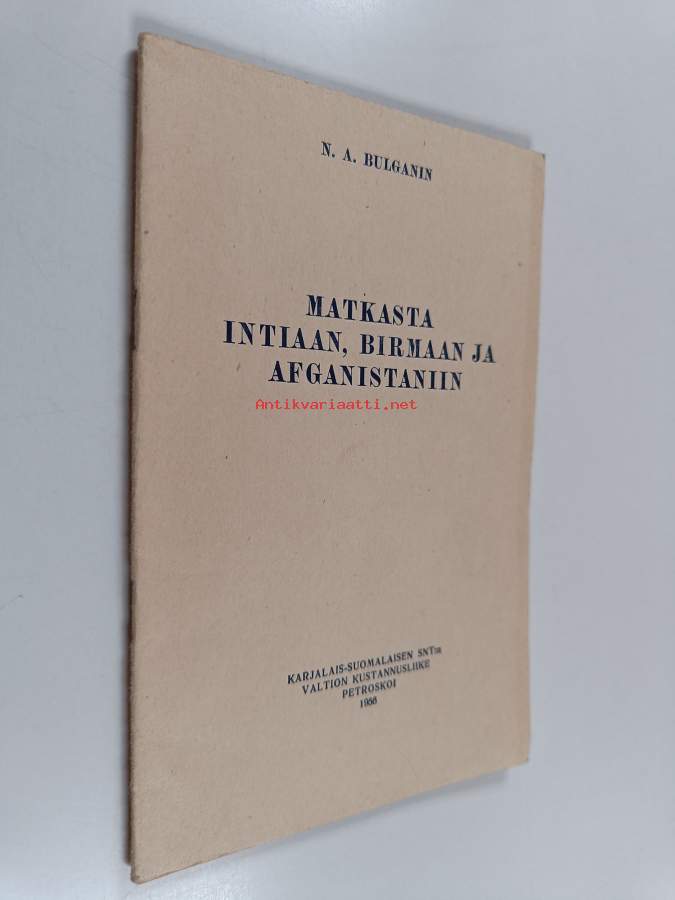 N. A. BULGANIN
MATKASTA
INTIAAN, BIRMAAN JA
AFGANISTANIIN
Antikvariaatti.net
KARJALAIS-SUOMALAISEN SNT:n
VALTION KUSTANNUSLIIKE
PETROSKOI
1956